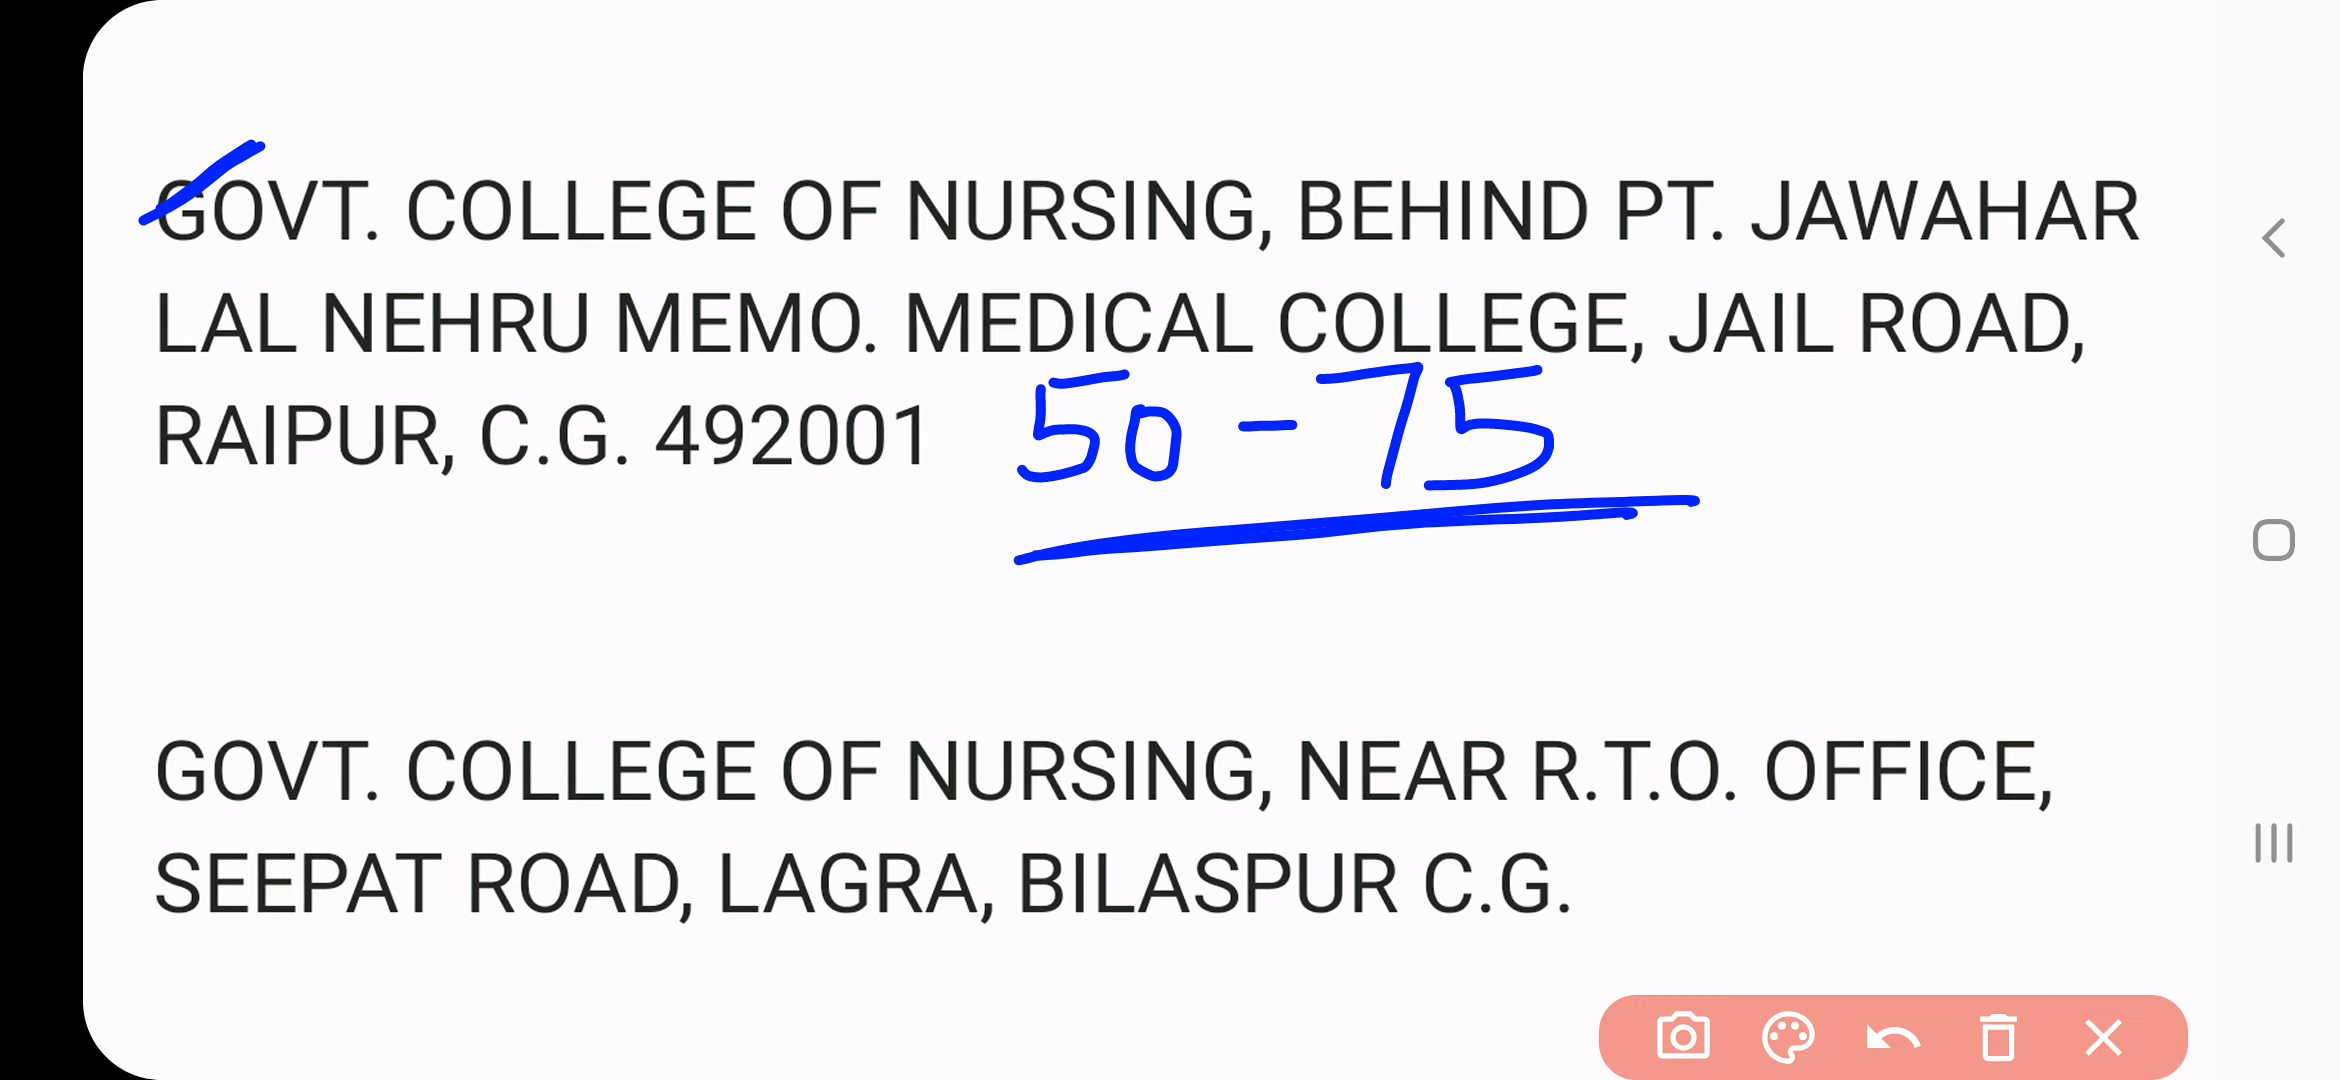 GOVT. COLLEGE OF NURSING, BEHIND PT. JAWAHAR
LAL NEHRU MEMO. MEDICAL COLLEGE, JAIL ROAD,
RAIPUR, C.G. 492001 50-75
GOVT. COLLEGE OF NURSING, NEAR R.T.O. OFFICE,
SEEPAT ROAD, LAGRA, BILASPUR C.G.